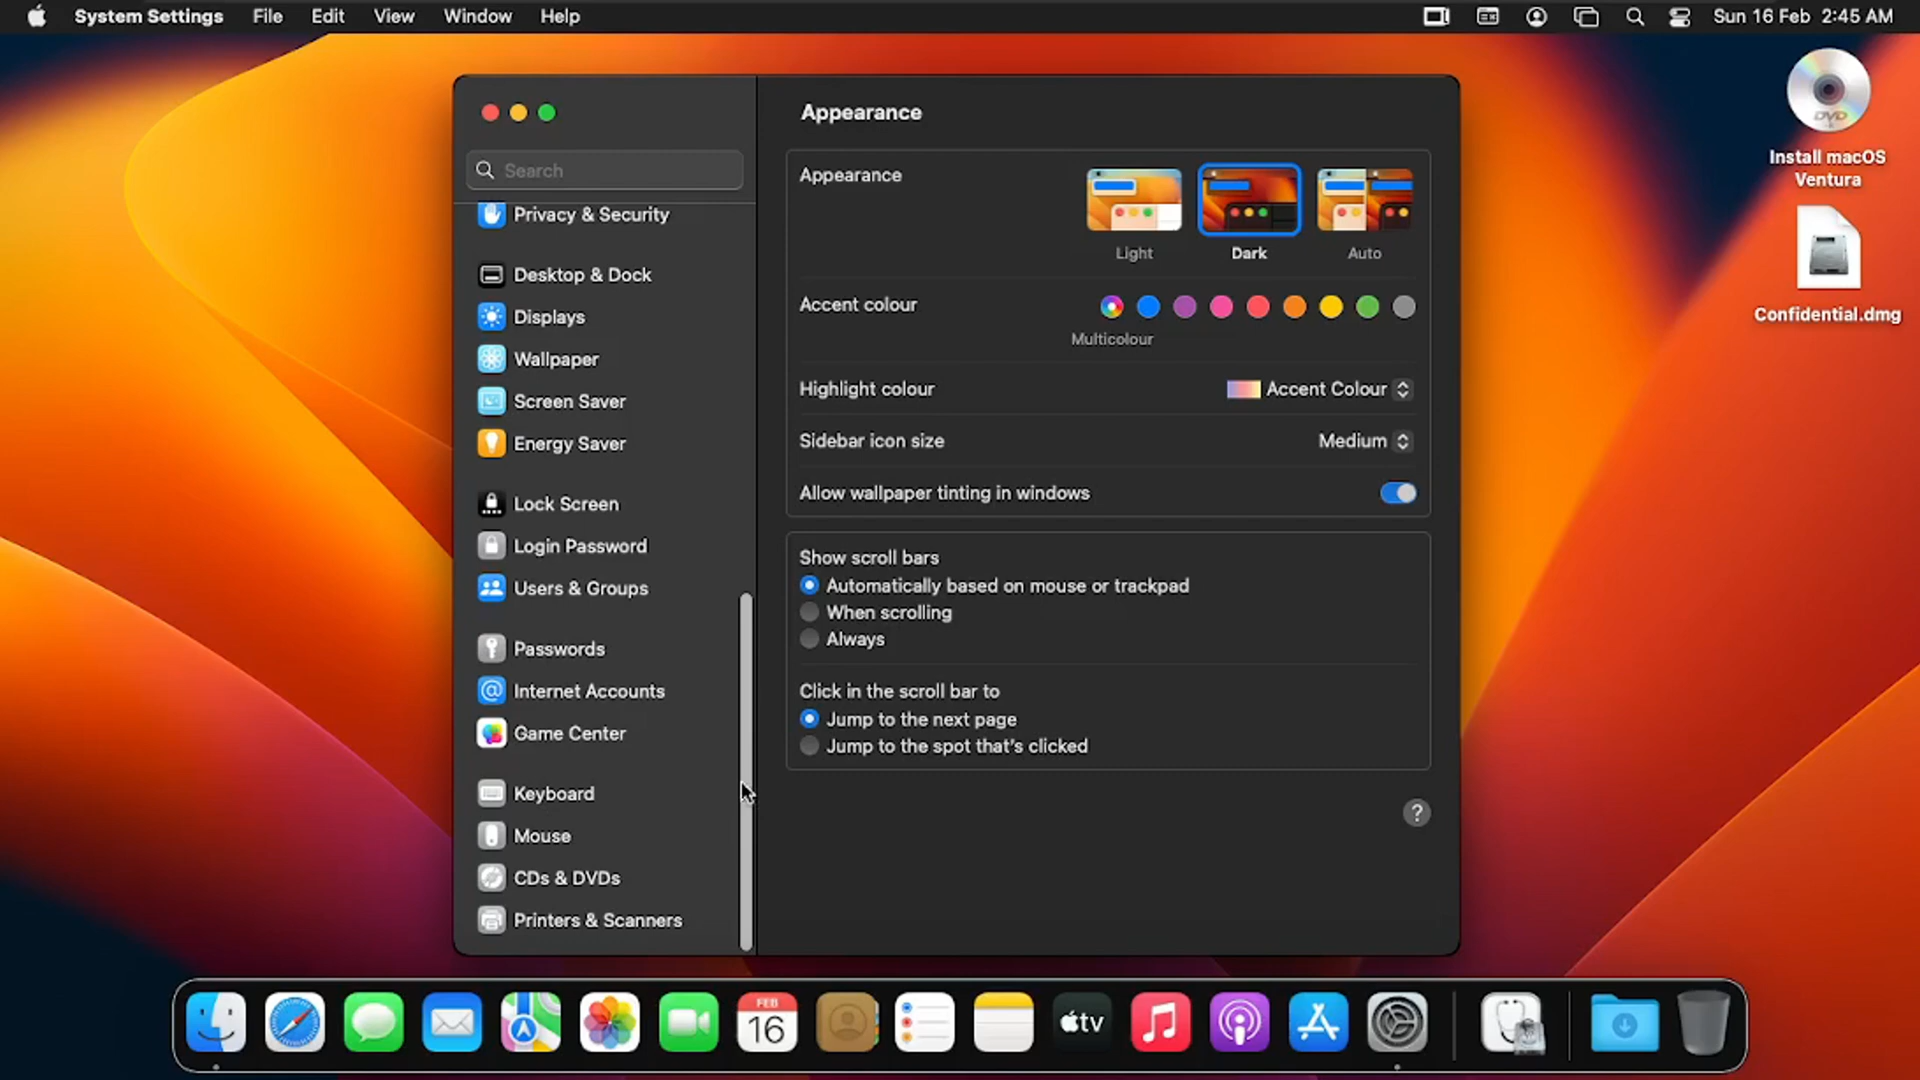 System Settings File Edit View Window Help Sun 16 Feb 2:45 AM
Search
Privacy & Security
Desktop & Dock
Displays
Wallpaper
Screen Saver
Energy Saver
Lock Screen
Login Password
Users & Groups
Passwords
Internet Accounts
Game Center
Keyboard
Mouse
CDs & DVDs
Printers & Scanners
Appearance
Appearance
Light Dark Auto
Accent colour
Multicolour
Highlight colour Accent Colour
Sidebar icon size Medium
Allow wallpaper tinting in windows
Show scroll bars
Automatically based on mouse or trackpad
When scrolling
Always
Click in the scroll bar to
Jump to the next page
Jump to the spot that's clicked
?
DVD
Install macOS
Ventura
Confidential.dmg
FEB
16
tv